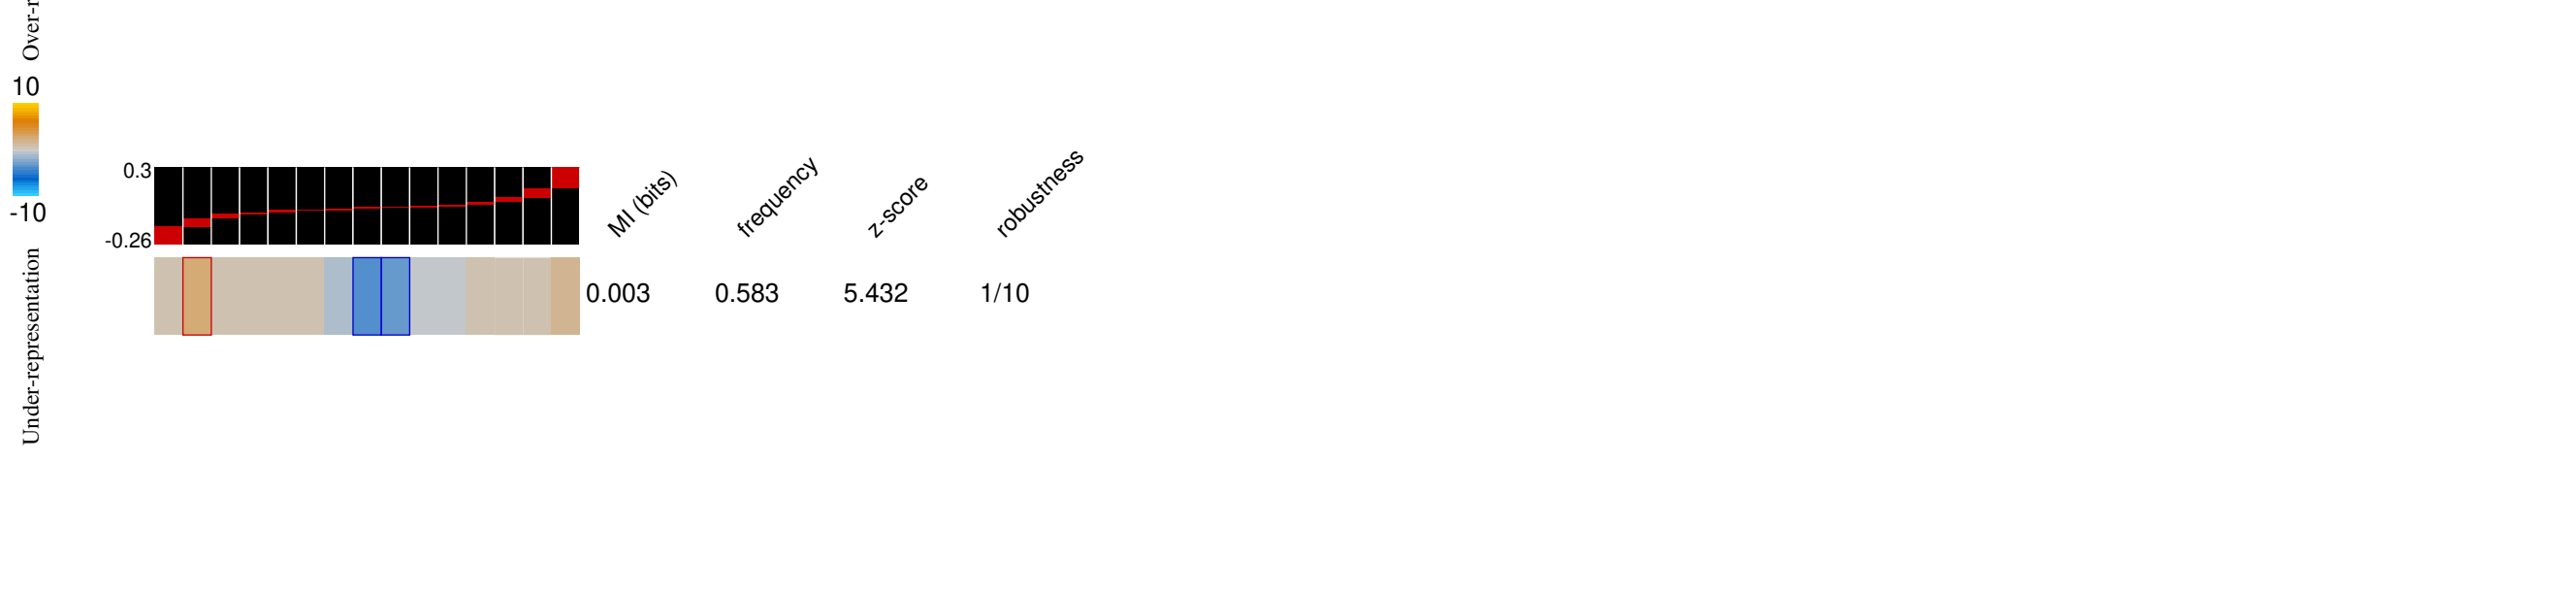 Over-r
10
-10
Under-representation
0.3
-0.26
MI (bits)
frequency
z-score
robustness
0.003 0.583 5.432 1/10